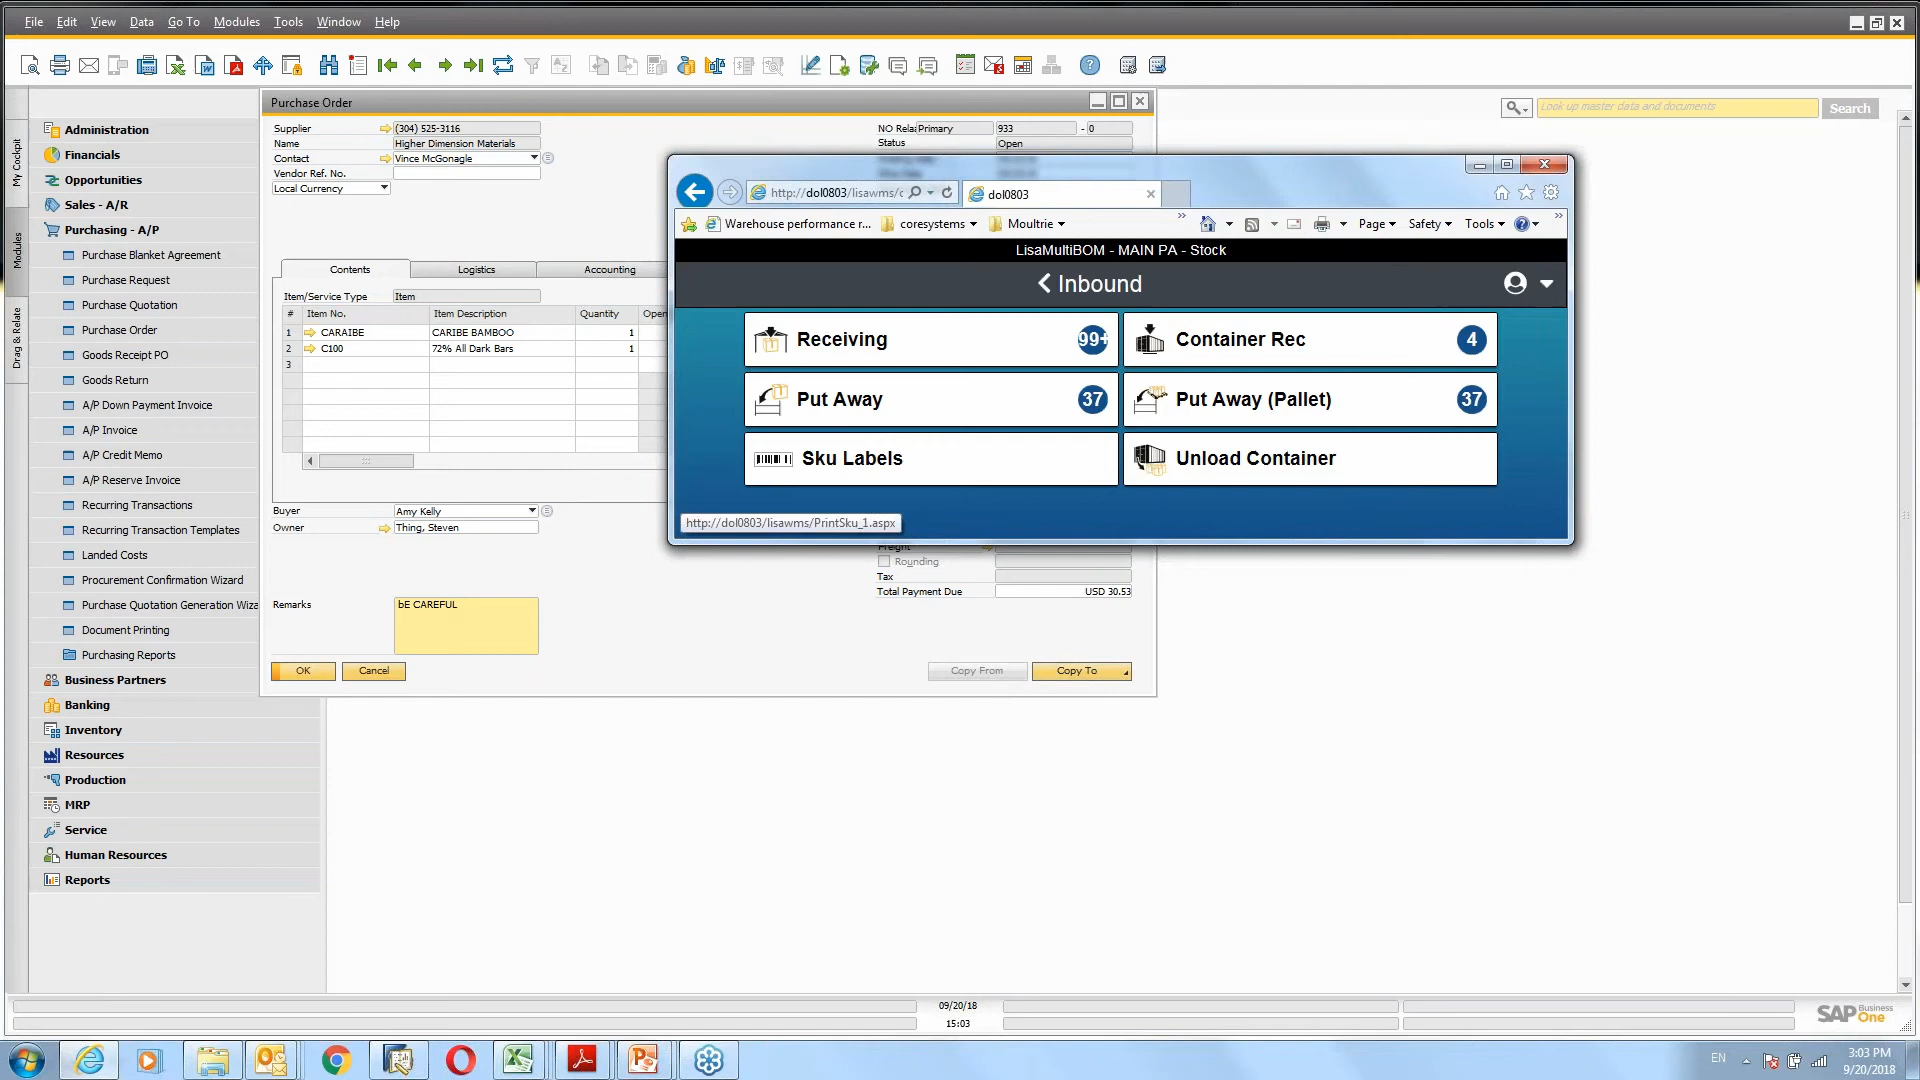 File Edit View Data Go To Modules Tools Window Help
Purchase Order
Look up master data and documents
Search
My Cockpit
Modules
Drag & Relate
Administration
Financials
Opportunities
Sales - A/R
Purchasing - A/P
Purchase Blanket Agreement
Purchase Request
Purchase Quotation
Purchase Order
Goods Receipt PO
Goods Return
A/P Down Payment Invoice
A/P Invoice
A/P Credit Memo
A/P Reserve Invoice
Recurring Transactions
Recurring Transaction Templates
Landed Costs
Procurement Confirmation Wizard
Purchase Quotation Generation Wiza
Document Printing
Purchasing Reports
Business Partners
Banking
Inventory
Resources
Production
MRP
Service
Human Resources
Reports
Supplier (304) 525-3116
Name Higher Dimension Materials
Contact Vince McGonagle
Vendor Ref. No.
Local Currency
NO Rela Primary 933 - 0
Status Open
Contents Logistics Accounting
Item/Service Type Item
# Item No. Item Description Quantity Open
1 CARAIBE CARIBE BAMBOO 1
2 C100 72% All Dark Bars 1
3
Buyer Amy Kelly
Owner Thing, Steven
Freight
Rounding
Tax
Total Payment Due USD 30.53
Remarks bE CAREFUL
OK Cancel Copy From Copy To
http://dol0803/lisawms/c dol0803
Warehouse performance r... coresystems Moultrie Page Safety Tools
LisaMultiBOM - MAIN PA - Stock
Inbound
Receiving 99+ Container Rec 4
Put Away 37 Put Away (Pallet) 37
Sku Labels Unload Container
http://dol0803/lisawms/PrintSku_1.aspx
09/20/18
15:03
SAP Business One
EN
3:03 PM
9/20/2018